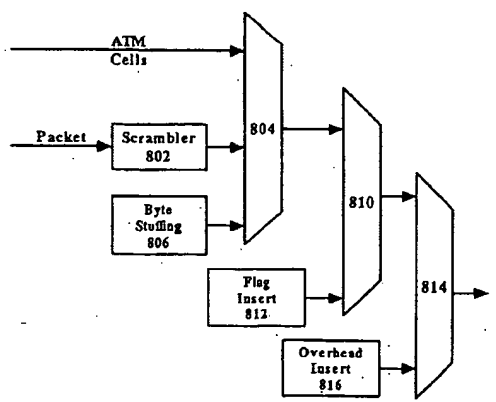 ATM
Cells
804
Packet
Scrambler
802
Byte
Stuffing
806
810
Flag
Insert
812
814
Overhead
Insert
816